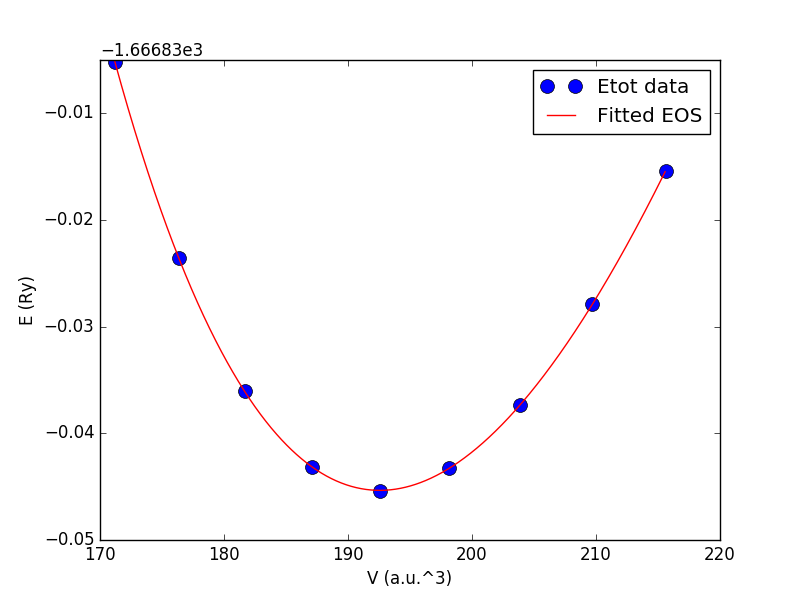 −1.66683e3
Etot data
Fitted EOS
−0.01
−0.02
−0.03
−0.04
−0.05
E (Ry)
170 180 190 200 210 220
V (a.u.^3)